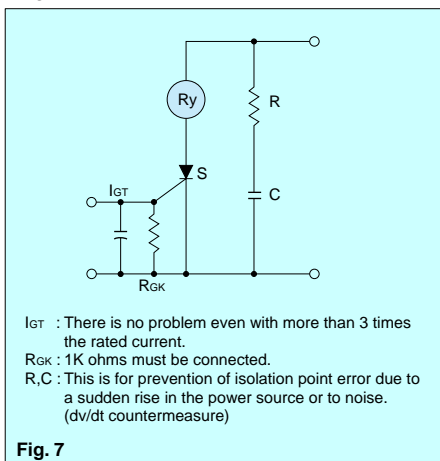 Ry
R
S
IGT
C
RGK
IGT : There is no problem even with more than 3 times
the rated current.
RGK : 1K ohms must be connected.
R,C : This is for prevention of isolation point error due to
a sudden rise in the power source or to noise.
(dv/dt countermeasure)
Fig. 7